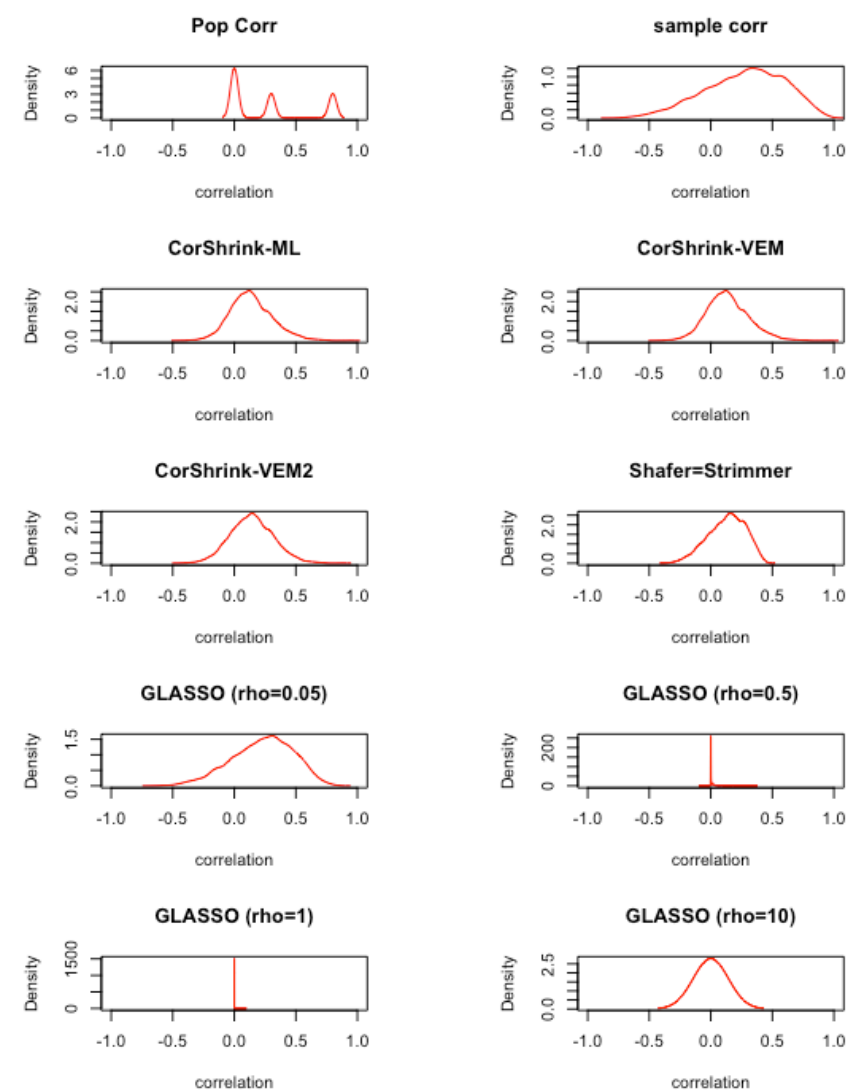 Pop Corr
Density
0 3 6
-1.0 -0.5 0.0 0.5 1.0
correlation
sample corr
Density
0.0 1.0
-1.0 -0.5 0.0 0.5 1.0
correlation
CorShrink-ML
Density
0.0 2.0
-1.0 -0.5 0.0 0.5 1.0
correlation
CorShrink-VEM
Density
0.0 2.0
-1.0 -0.5 0.0 0.5 1.0
correlation
CorShrink-VEM2
Density
0.0 2.0
-1.0 -0.5 0.0 0.5 1.0
correlation
Shafer=Strimmer
Density
0.0 2.0
-1.0 -0.5 0.0 0.5 1.0
correlation
GLASSO (rho=0.05)
Density
0.0 1.5
-1.0 -0.5 0.0 0.5 1.0
correlation
GLASSO (rho=0.5)
Density
0 200
-1.0 -0.5 0.0 0.5 1.0
correlation
GLASSO (rho=1)
Density
0 1500
-1.0 -0.5 0.0 0.5 1.0
correlation
GLASSO (rho=10)
Density
0.0 2.5
-1.0 -0.5 0.0 0.5 1.0
correlation